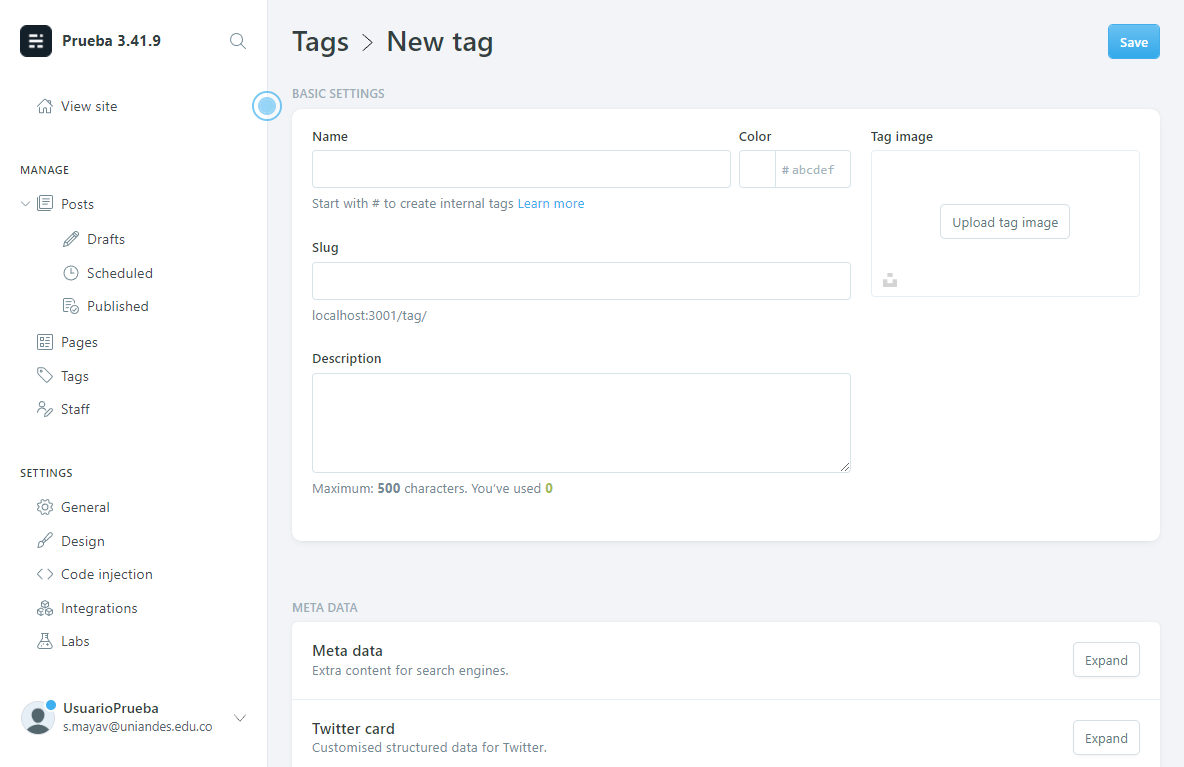 Prueba 3.41.9
View site
MANAGE
Posts
Drafts
Scheduled
Published
Pages
Tags
Staff
SETTINGS
General
Design
Code injection
Integrations
Labs
UsuarioPrueba
s.mayav@uniandes.edu.co
Tags > New tag
Save
BASIC SETTINGS
Name
Color
# abcdef
Start with # to create internal tags Learn more
Slug
localhost:3001/tag/
Description
Maximum: 500 characters. You've used 0
Tag image
Upload tag image
META DATA
Meta data
Extra content for search engines.
Expand
Twitter card
Customised structured data for Twitter.
Expand